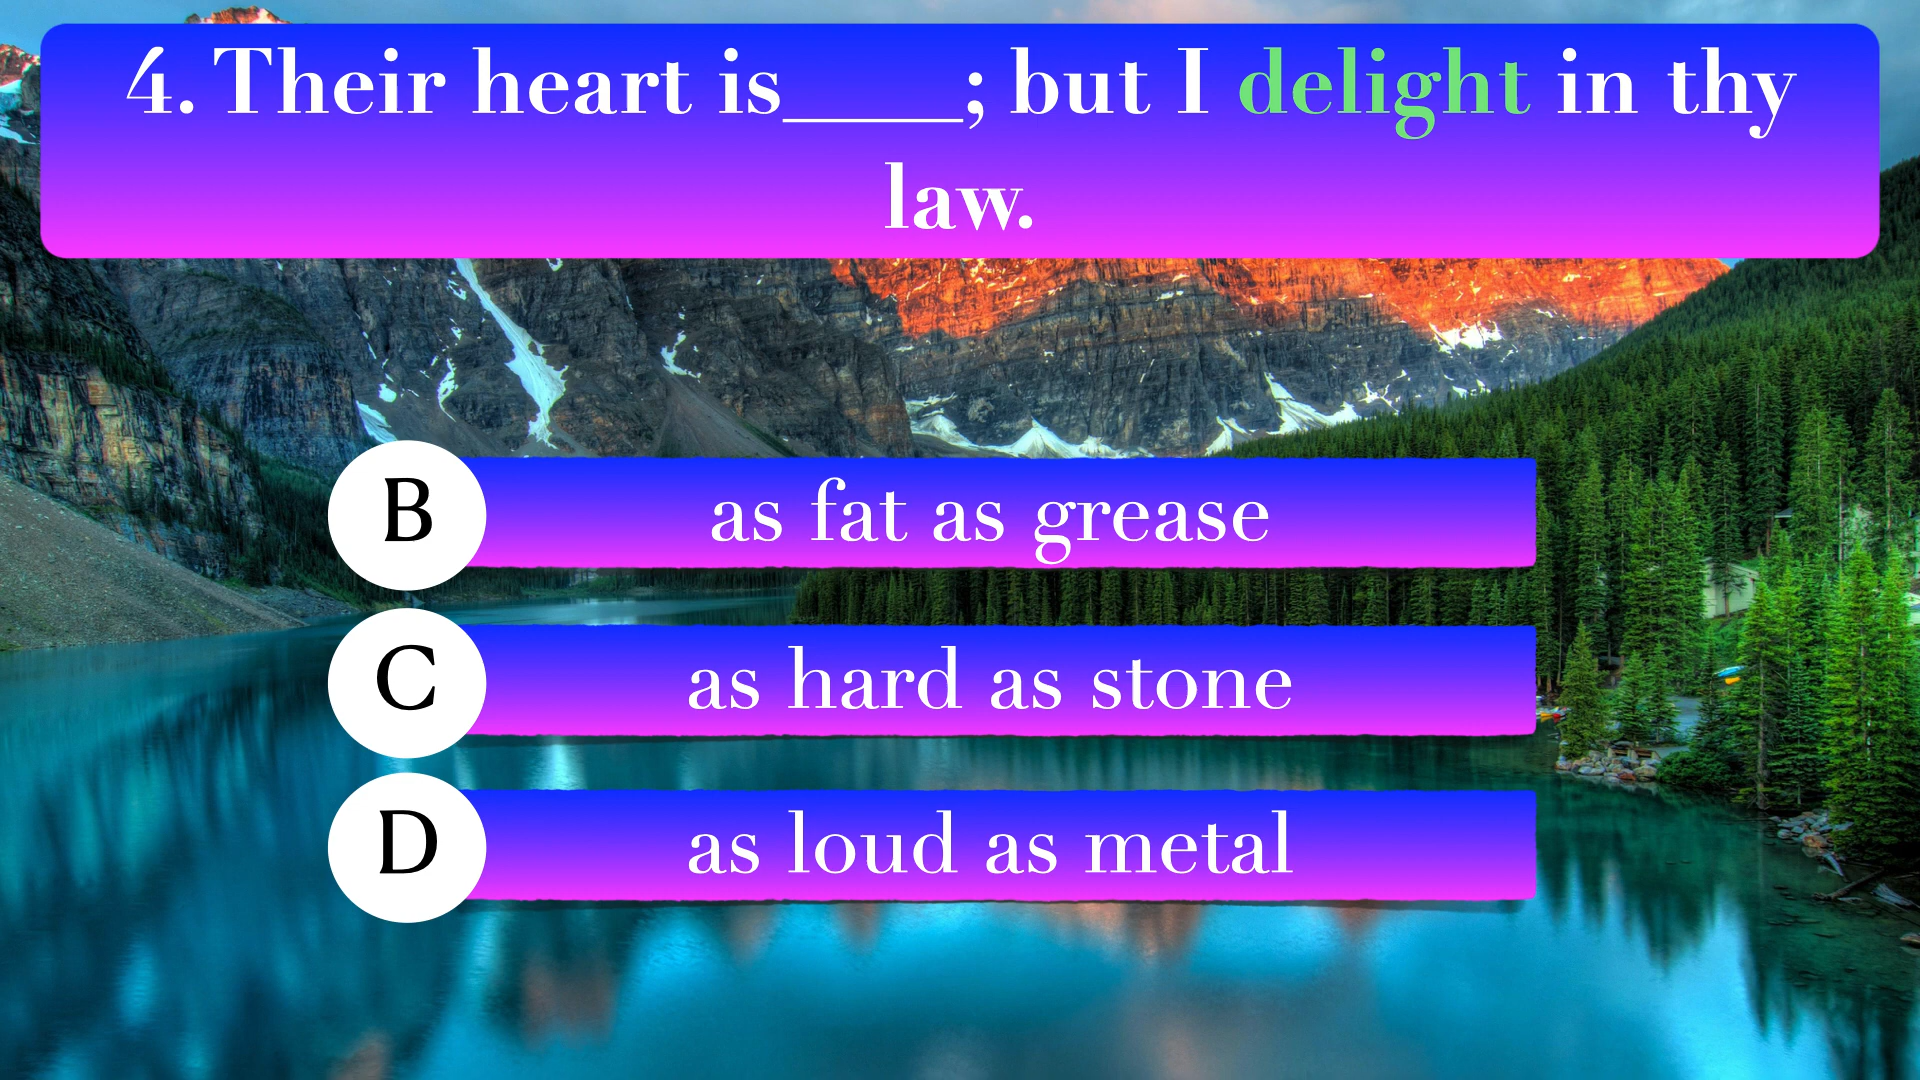 4. Their heart is____; but I delight in thy
law.
B as fat as grease
C as hard as stone
D as loud as metal